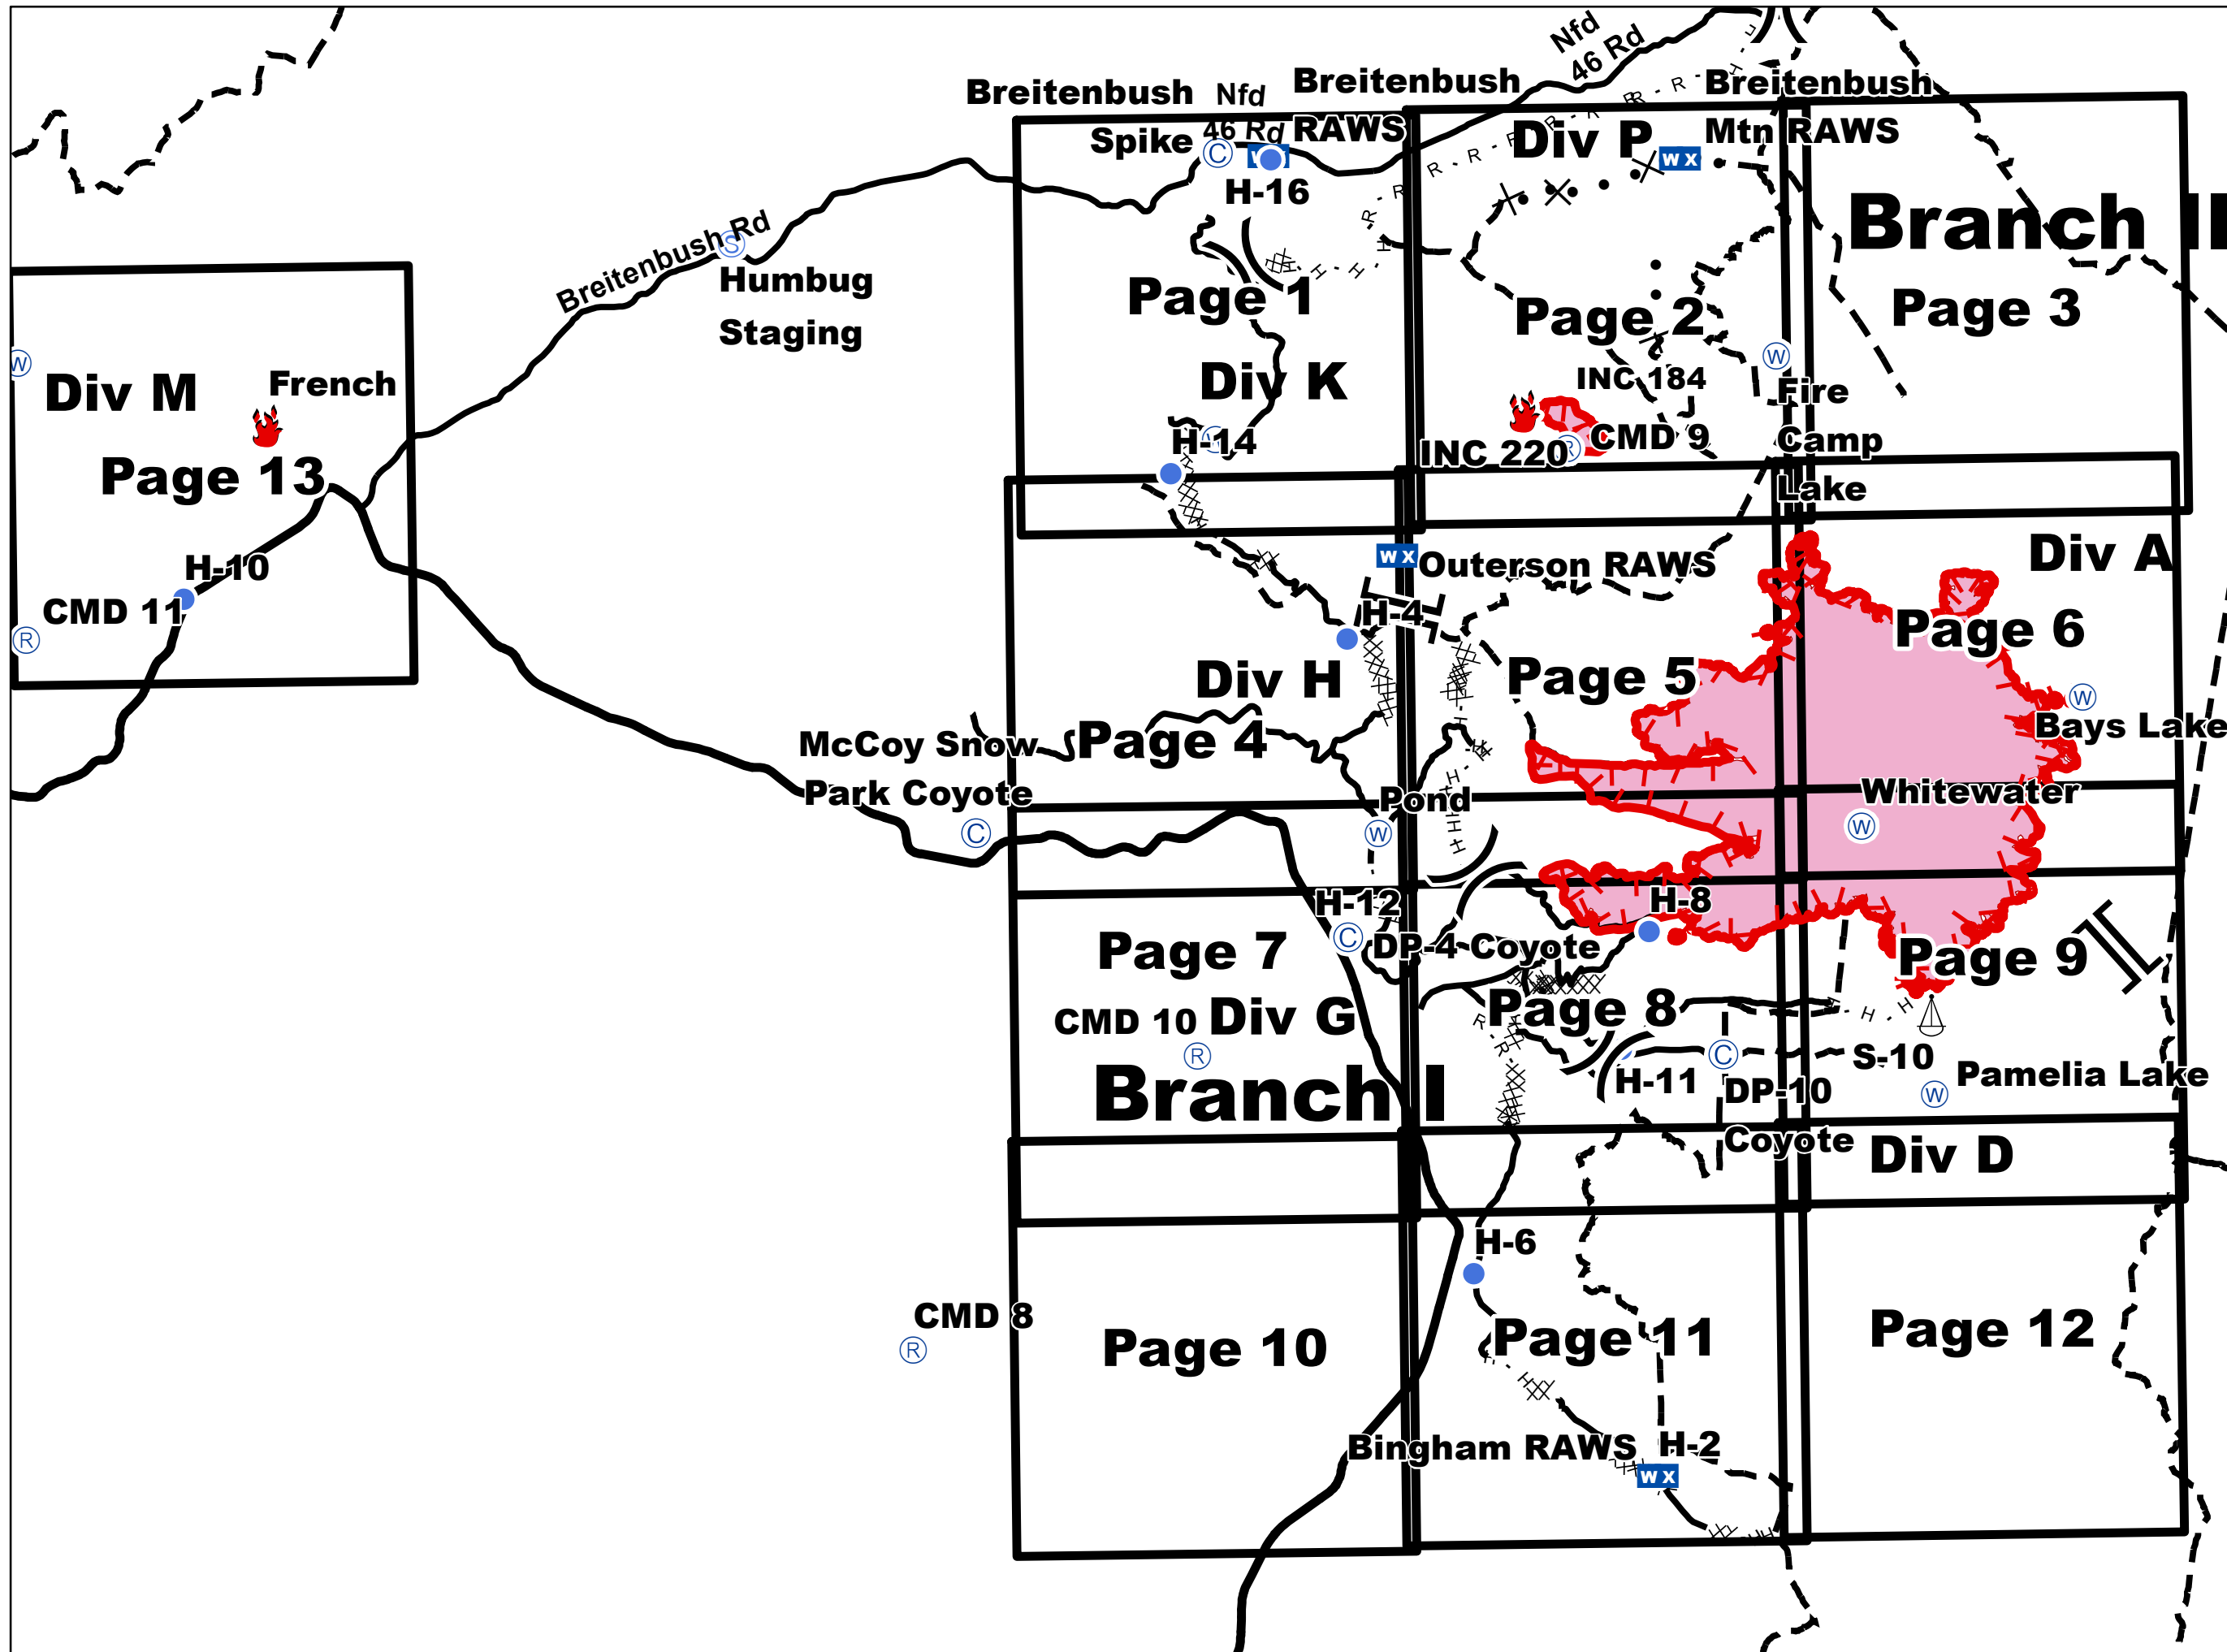 Nfd
46 Rd
Breitenbush
Nfd
Breitenbush
Breitenbush
Spike
46 Rd
RAWS
Div P
Mtn RAWS
C
wx
H-16
Branch II
Breitenbush Rd
S
Humbug
Staging
Page 1
Page 2
Page 3
W
Div M
French
Div K
INC 184
W
Fire
H-14
INC 220
R
CMD 9
Camp
Page 13
Lake
H-10
wx
Outerson RAWS
Div A
CMD 11
R
H-4
Page 6
Div H
Page 5
W
Bays Lake
McCoy Snow
Page 4
Park Coyote
Pond
Whitewater
C
W
W
H-12
H-8
C
DP-4 Coyote
Page 7
Page 9
Page 8
CMD 10
Div G
R
C
S-10
Branch I
H-11
DP-10
W
Pamelia Lake
Coyote
Div D
H-6
CMD 8
R
Page 10
Page 11
Page 12
Bingham RAWS
H-2
wx